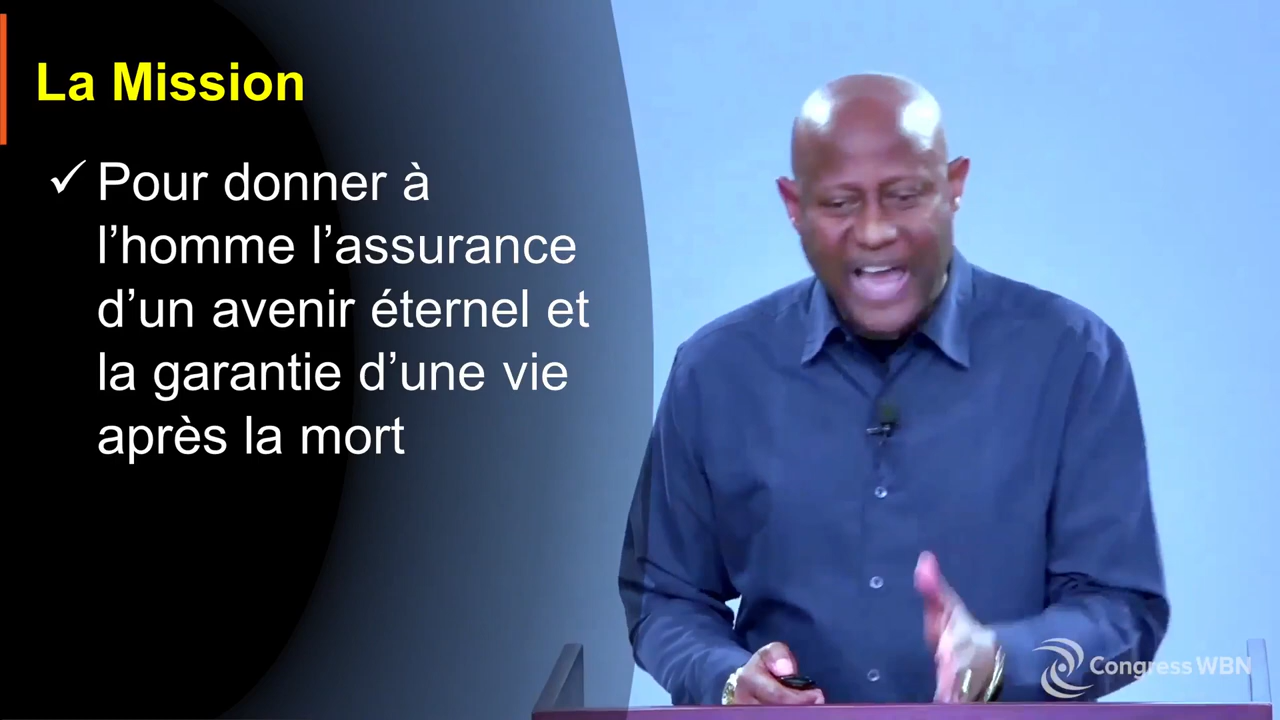 La Mission
✓ Pour donner à
l’homme l’assurance
d’un avenir éternel et
la garantie d’une vie
après la mort
Congress WBN